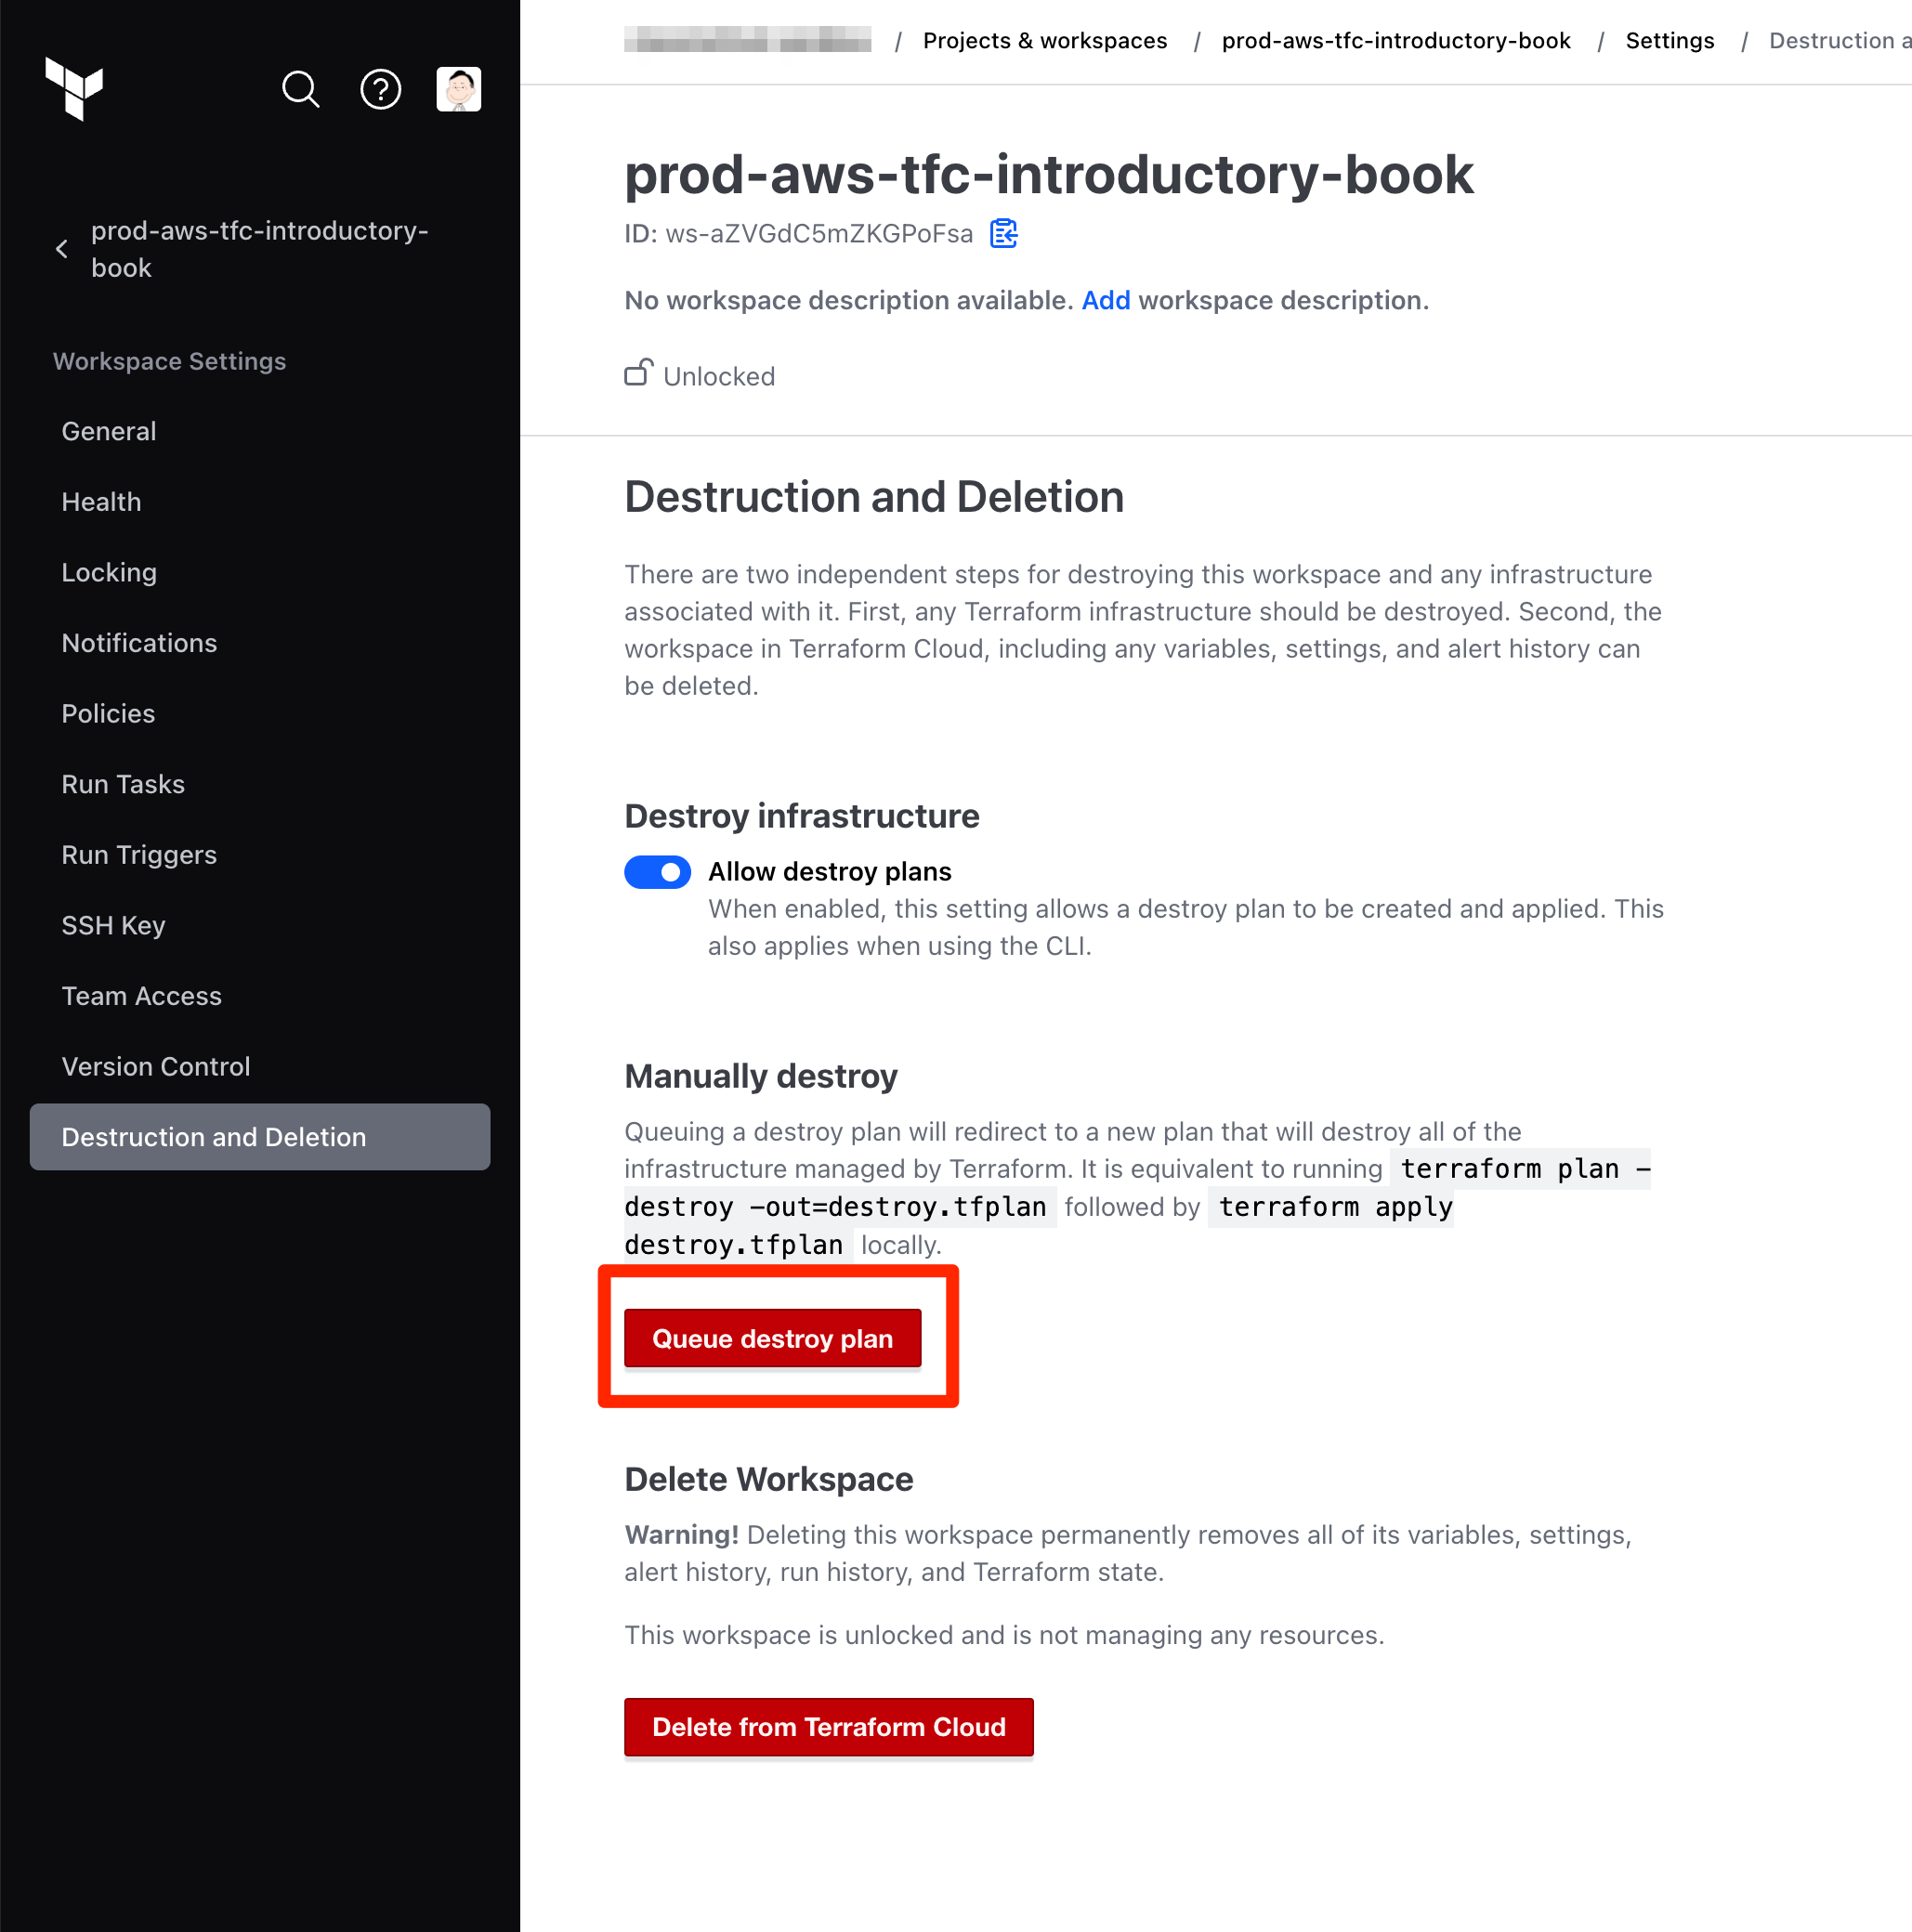 / Projects & workspaces / prod-aws-tfc-introductory-book / Settings / Destruction a
prod-aws-tfc-introductory-
book
Workspace Settings
General
Health
Locking
Notifications
Policies
Run Tasks
Run Triggers
SSH Key
Team Access
Version Control
Destruction and Deletion
prod-aws-tfc-introductory-book
ID: ws-aZVGdC5mZKGPoFsa
No workspace description available. Add workspace description.
Unlocked
Destruction and Deletion
There are two independent steps for destroying this workspace and any infrastructure
associated with it. First, any Terraform infrastructure should be destroyed. Second, the
workspace in Terraform Cloud, including any variables, settings, and alert history can
be deleted.
Destroy infrastructure
Allow destroy plans
When enabled, this setting allows a destroy plan to be created and applied. This
also applies when using the CLI.
Manually destroy
Queuing a destroy plan will redirect to a new plan that will destroy all of the
infrastructure managed by Terraform. It is equivalent to running terraform plan -
destroy -out=destroy.tfplan followed by terraform apply
destroy.tfplan locally.
Queue destroy plan
Delete Workspace
Warning! Deleting this workspace permanently removes all of its variables, settings,
alert history, run history, and Terraform state.
This workspace is unlocked and is not managing any resources.
Delete from Terraform Cloud